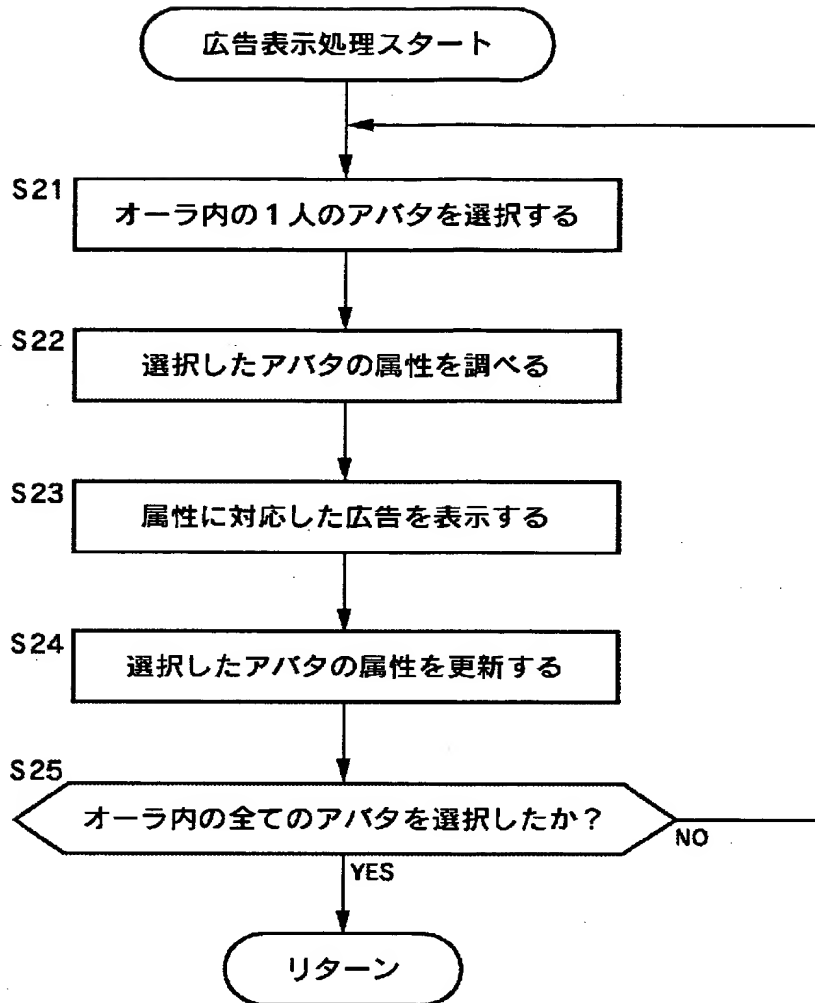 広告表示処理スタート
S21
オーラ内の1人のアバタを選択する
S22
選択したアバタの属性を調べる
S23
属性に対応した広告を表示する
S24
選択したアバタの属性を更新する
S25
オーラ内の全てのアバタを選択したか?
NO
YES
リターン